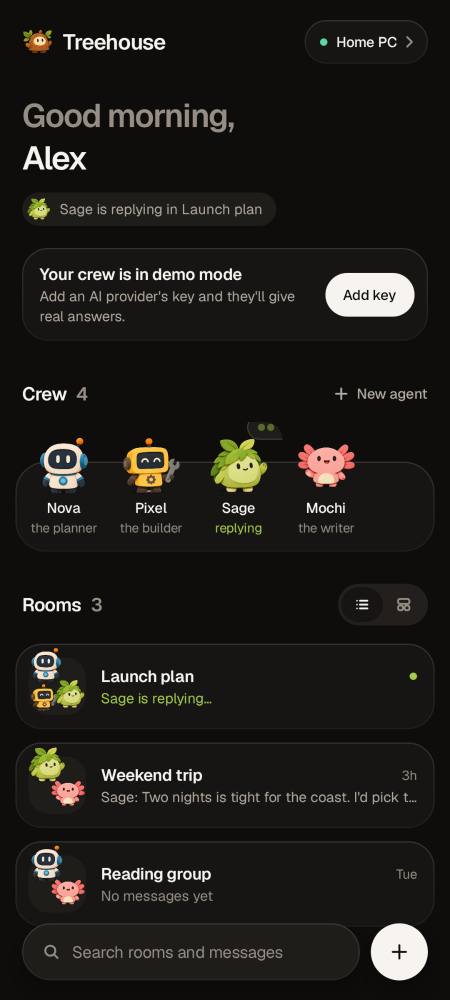 Treehouse
Home PC
Good morning,
Alex
Sage is replying in Launch plan
Your crew is in demo mode
Add an AI provider's key and they'll give
real answers.
Add key
Crew 4
New agent
Nova
the planner
Pixel
the builder
Sage
replying
Mochi
the writer
Rooms 3
Launch plan
Sage is replying...
Weekend trip
3h
Sage: Two nights is tight for the coast. I'd pick t...
Reading group
Tue
No messages yet
Search rooms and messages